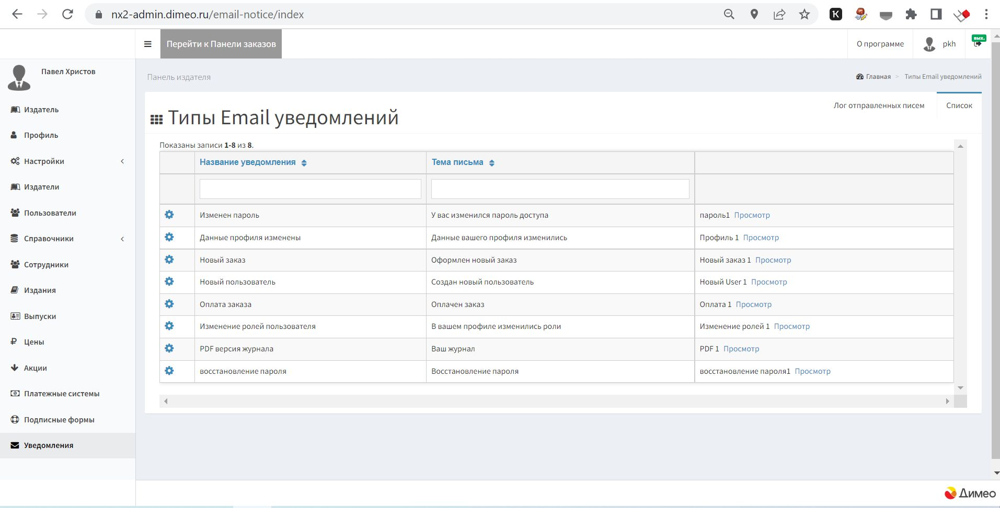 nx2-admin.dimeo.ru/email-notice/index
K
Перейти к Панели заказов
О программе
pkh
вых.
Павел Христов
Панель издателя
Главная > Типы Email уведомлений
Издатель
Профиль
Настройки
Издатели
Пользователи
Справочники
Сотрудники
Издания
Выпуски
Цены
Акции
Платежные системы
Подписные формы
Уведомления
Лог отправленных писем
Список
Типы Email уведомлений
Показаны записи 1-8 из 8.
Название уведомления Тема письма
Изменен пароль У вас изменился пароль доступа пароль1 Просмотр
Данные профиля изменены Данные вашего профиля изменились Профиль 1 Просмотр
Новый заказ Оформлен новый заказ Новый заказ 1 Просмотр
Новый пользователь Создан новый пользователь Новый User 1 Просмотр
Оплата заказа Оплачен заказ Оплата 1 Просмотр
Изменение ролей пользователя В вашем профиле изменились роли Изменение ролей 1 Просмотр
PDF версия журнала Ваш журнал PDF 1 Просмотр
восстановление пароля Восстановление пароля восстановление пароля1 Просмотр
Димео